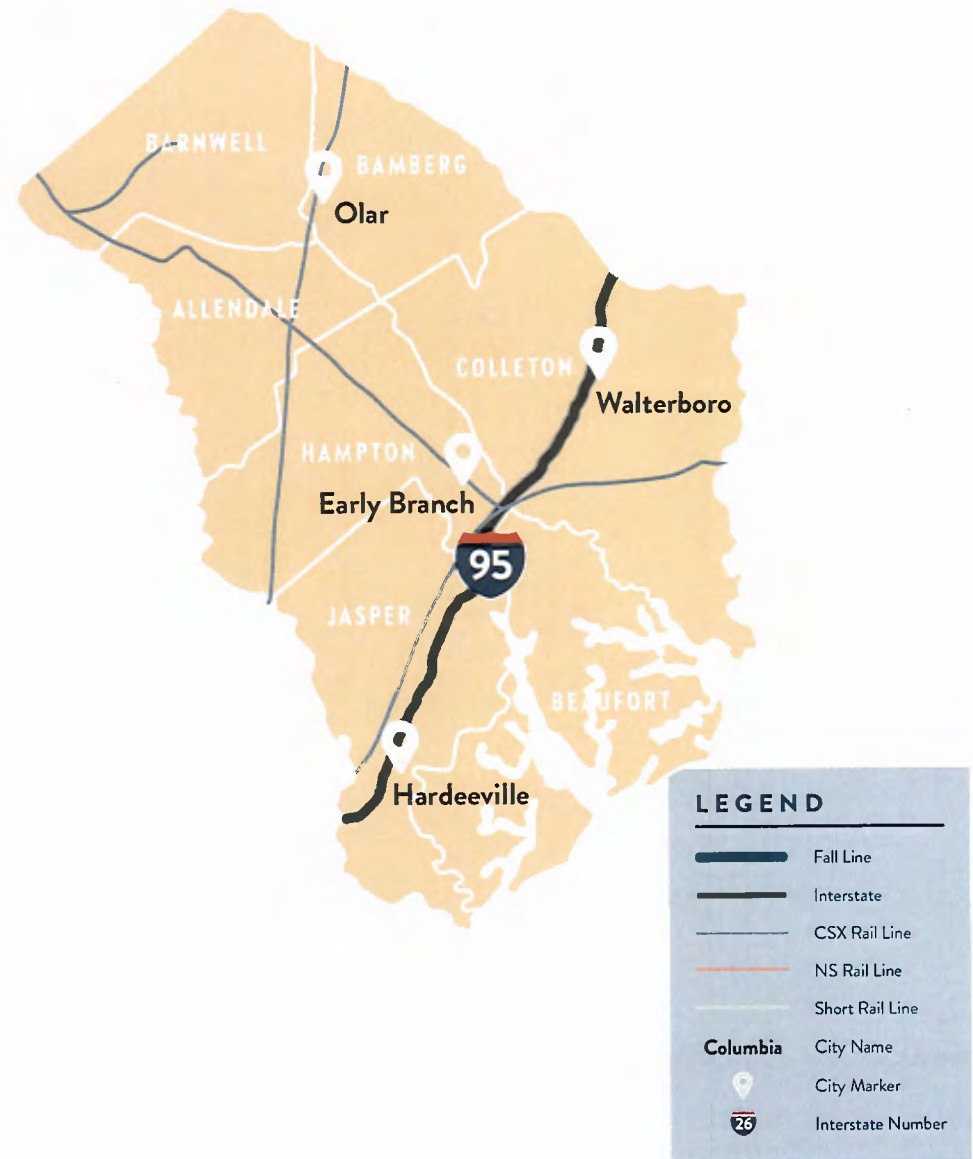 BARNWELL
BAMBERG
Olar
ALLENDALE
COLLETON
Walterboro
HAMPTON
Early Branch
95
JASPER
BEAUFORT
Hardeeville
LEGEND
Fall Line
Interstate
CSX Rail Line
NS Rail Line
Short Rail Line
Columbia City Name
City Marker
26 Interstate Number